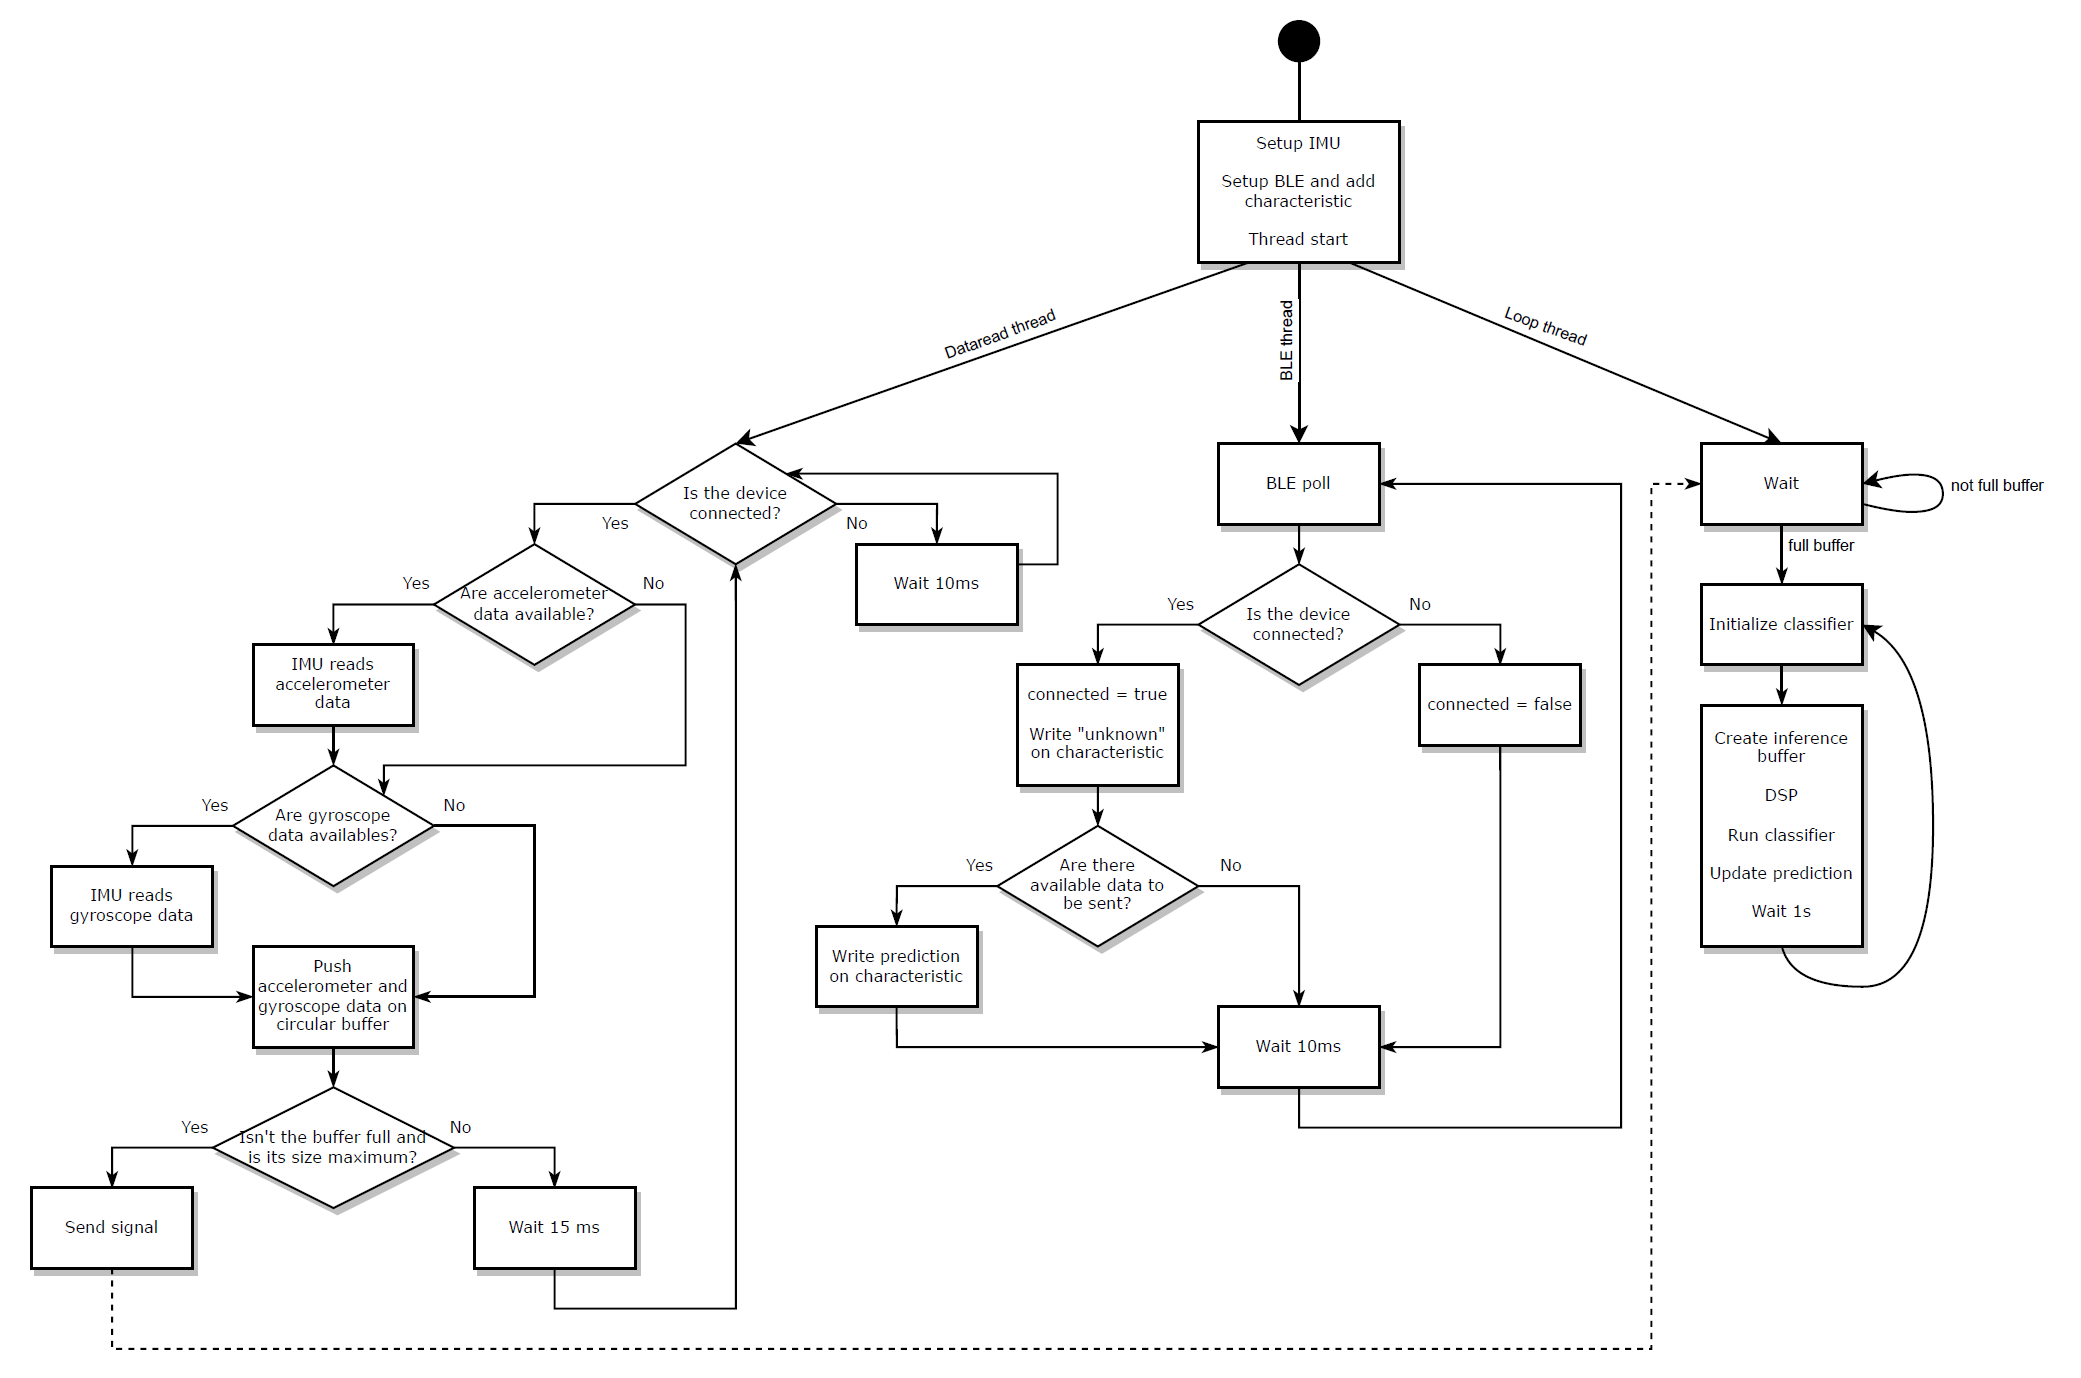 Setup IMU
Setup BLE and add
characteristic
Thread start
Dataread thread
BLE thread
Loop thread
Is the device
connected?
Yes
No
Wait 10ms
Are accelerometer
data available?
Yes
No
IMU reads
accelerometer
data
Are gyroscope
data availables?
Yes
No
IMU reads
gyroscope data
Push
accelerometer and
gyroscope data on
circular buffer
Isn't the buffer full and
is its size maximum?
Yes
No
Send signal
Wait 15 ms
BLE poll
Is the device
connected?
Yes
No
connected = true
Write "unknown"
on characteristic
connected = false
Are there
available data to
be sent?
Yes
No
Write prediction
on characteristic
Wait 10ms
Wait
not full buffer
full buffer
Initialize classifier
Create inference
buffer
DSP
Run classifier
Update prediction
Wait 1s